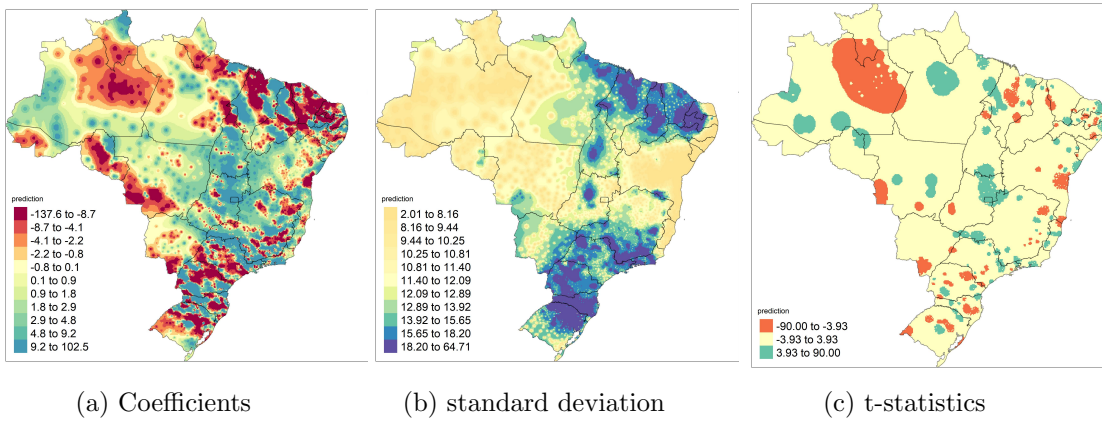 prediction
-137.6 to -8.7
-8.7 to -4.1
-4.1 to -2.2
-2.2 to -0.8
-0.8 to 0.1
0.1 to 0.9
0.9 to 1.8
1.8 to 2.9
2.9 to 4.8
4.8 to 9.2
9.2 to 102.5
prediction
2.01 to 8.16
8.16 to 9.44
9.44 to 10.25
10.25 to 10.81
10.81 to 11.40
11.40 to 12.09
12.09 to 12.89
12.89 to 13.92
13.92 to 15.65
15.65 to 18.20
18.20 to 64.71
prediction
-90.00 to -3.93
-3.93 to 3.93
3.93 to 90.00
(a) Coefficients
(b) standard deviation
(c) t-statistics